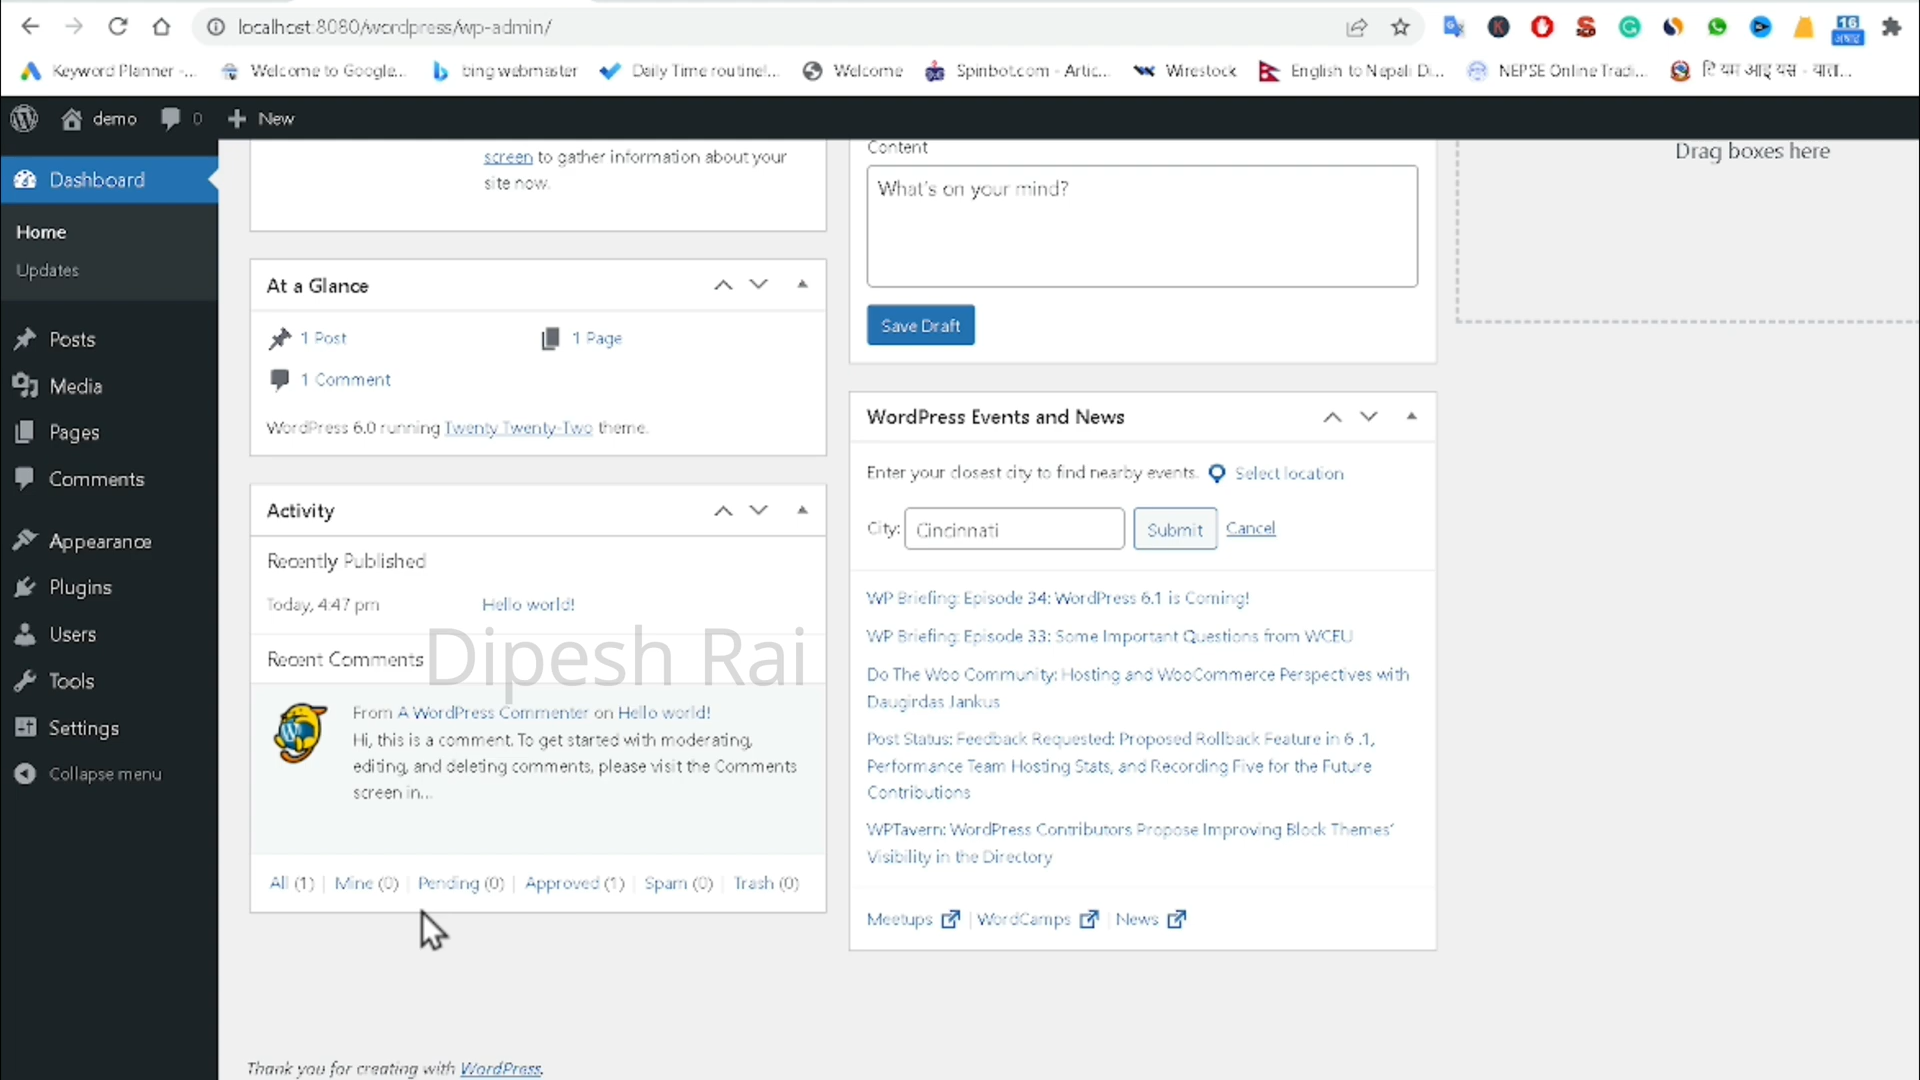 localhost:8080/wordpress/wp-admin/
16
Keyword Planner -...
Welcome to Google...
bing webmaster
Daily Time routine!...
Welcome
Spinbot.com - Artic...
Wirestock
English to Nepali D...
NEPSE Online Tradi...
टि यम आइ यस - याता...
demo
0
New
Dashboard
Home
Updates
Posts
Media
Pages
Comments
Appearance
Plugins
Users
Tools
Settings
Collapse menu
screen to gather information about your
site now.
At a Glance
1 Post
1 Page
1 Comment
WordPress 6.0 running Twenty Twenty-Two theme.
Activity
Recently Published
Today, 4:47 pm
Hello world!
Recent Comments
Dipesh Rai
From A WordPress Commenter on Hello world!
Hi, this is a comment. To get started with moderating,
editing, and deleting comments, please visit the Comments
screen in...
All (1) | Mine (0) | Pending (0) | Approved (1) | Spam (0) | Trash (0)
Content
What's on your mind?
Save Draft
WordPress Events and News
Enter your closest city to find nearby events.
Select location
City:
Cincinnati
Submit
Cancel
WP Briefing: Episode 34: WordPress 6.1 is Coming!
WP Briefing: Episode 33: Some Important Questions from WCEU
Do The Woo Community: Hosting and WooCommerce Perspectives with
Daugirdas Jankus
Post Status: Feedback Requested: Proposed Rollback Feature in 6 .1,
Performance Team Hosting Stats, and Recording Five for the Future
Contributions
WPTavern: WordPress Contributors Propose Improving Block Themes'
Visibility in the Directory
Meetups | WordCamps | News
Drag boxes here
Thank you for creating with WordPress.